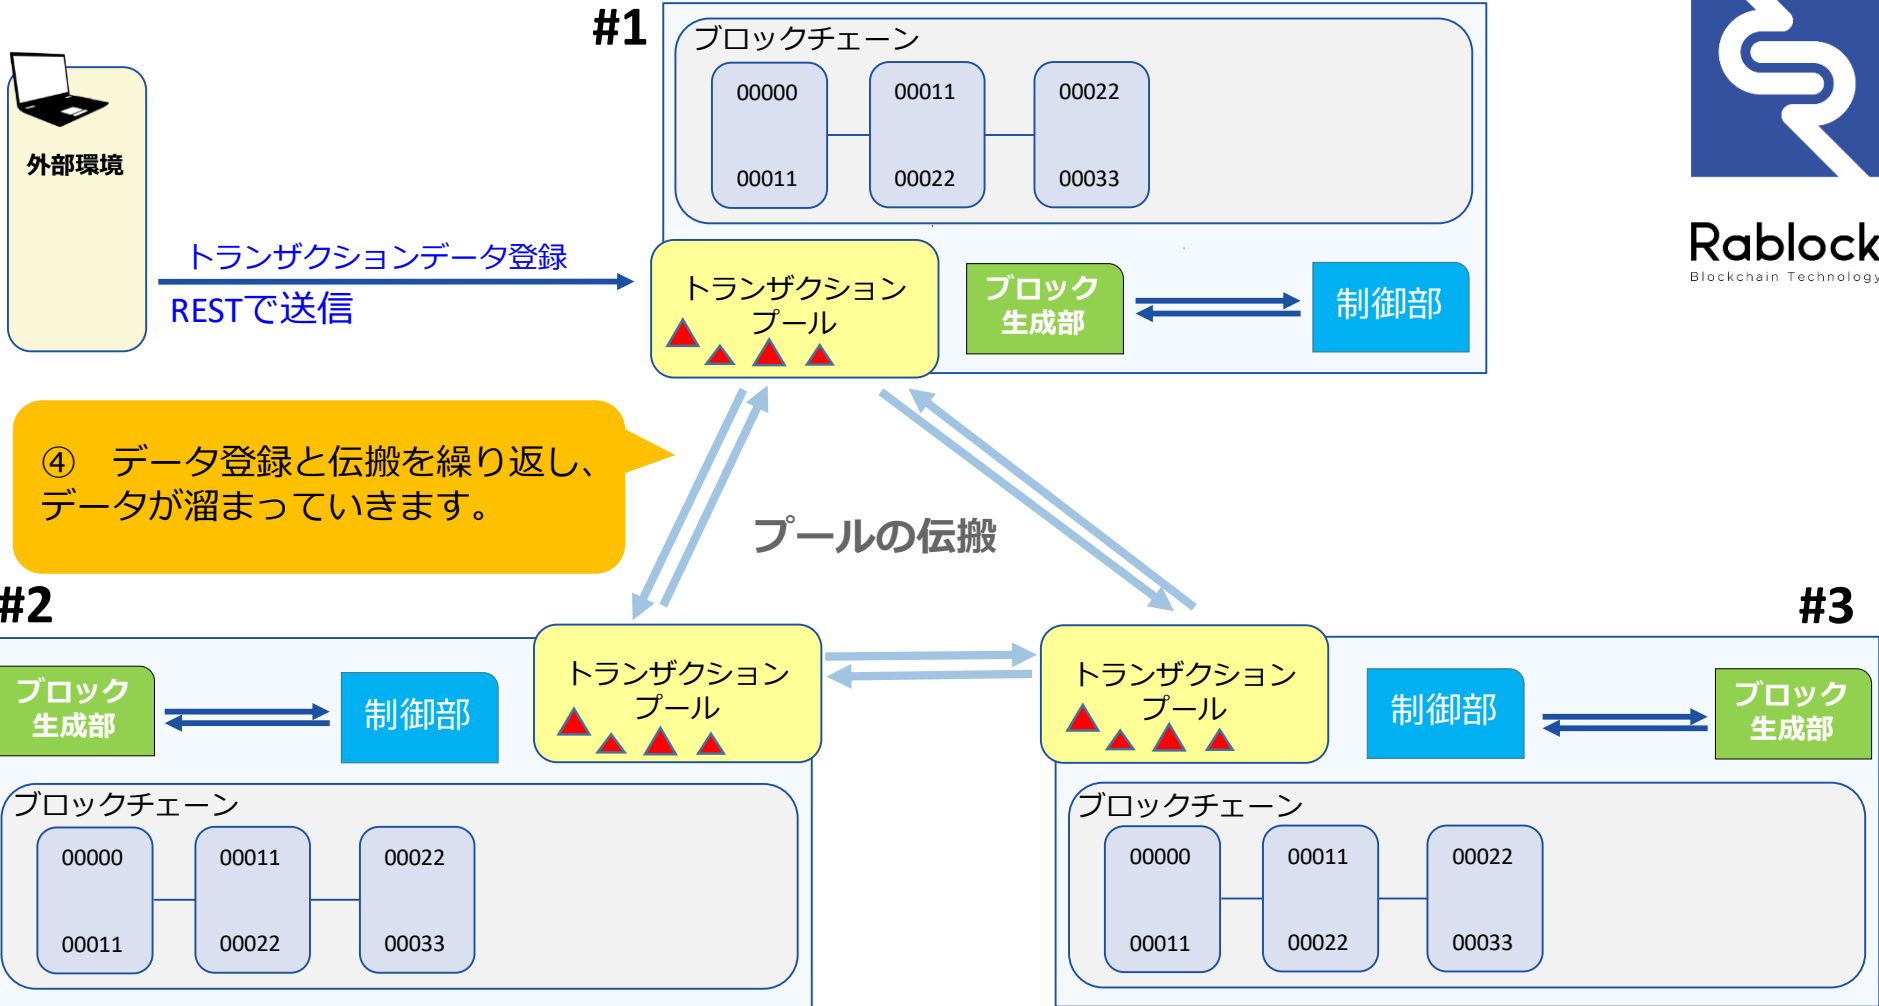 #1
ブロックチェーン
00000
00011
00022
00011
00022
00033
外部環境
トランザクションデータ登録
RESTで送信
トランザクション
プール
ブロック
生成部
制御部
Rablock
Blockchain Technology
④　データ登録と伝搬を繰り返し、
データが溜まっていきます。
プールの伝搬
#2
ブロック
生成部
制御部
トランザクション
プール
ブロックチェーン
00000
00011
00022
00011
00022
00033
#3
トランザクション
プール
制御部
ブロック
生成部
ブロックチェーン
00000
00011
00022
00011
00022
00033